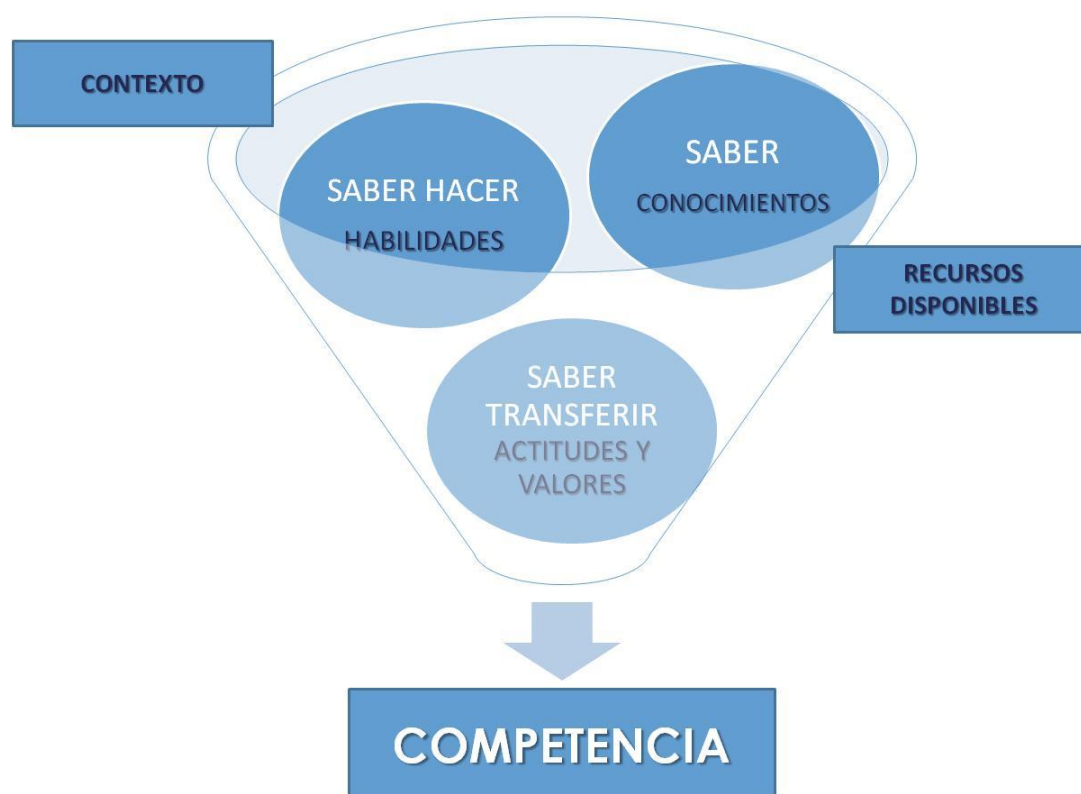 CONTEXTO
SABER
CONOCIMIENTOS
SABER HACER
HABILIDADES
RECURSOS
DISPONIBLES
SABER
TRANSFERIR
ACTITUDES Y
VALORES
COMPETENCIA